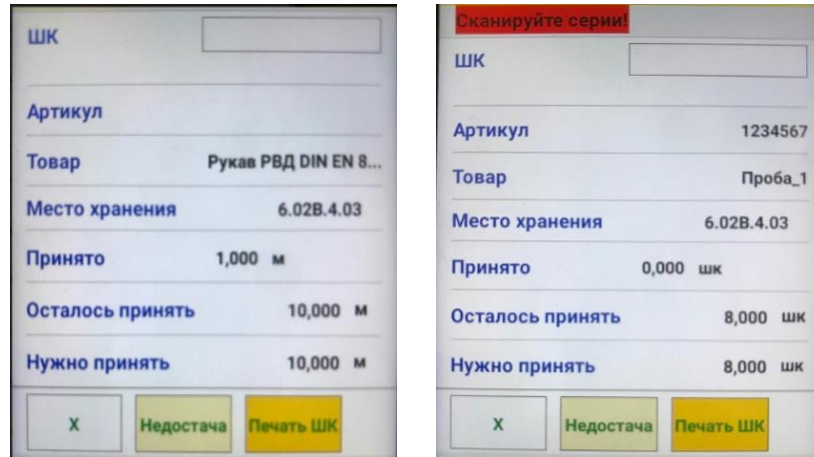 ШК
Артикул
Товар Рукав РВД DIN EN 8...
Место хранения 6.02В.4.03
Принято 1,000 м
Осталось принять 10,000 м
Нужно принять 10,000 м
X Недостача Печать ШК
Сканируйте серии!
ШК
Артикул 1234567
Товар Проба_1
Место хранения 6.02В.4.03
Принято 0,000 шк
Осталось принять 8,000 шк
Нужно принять 8,000 шк
X Недостача Печать ШК